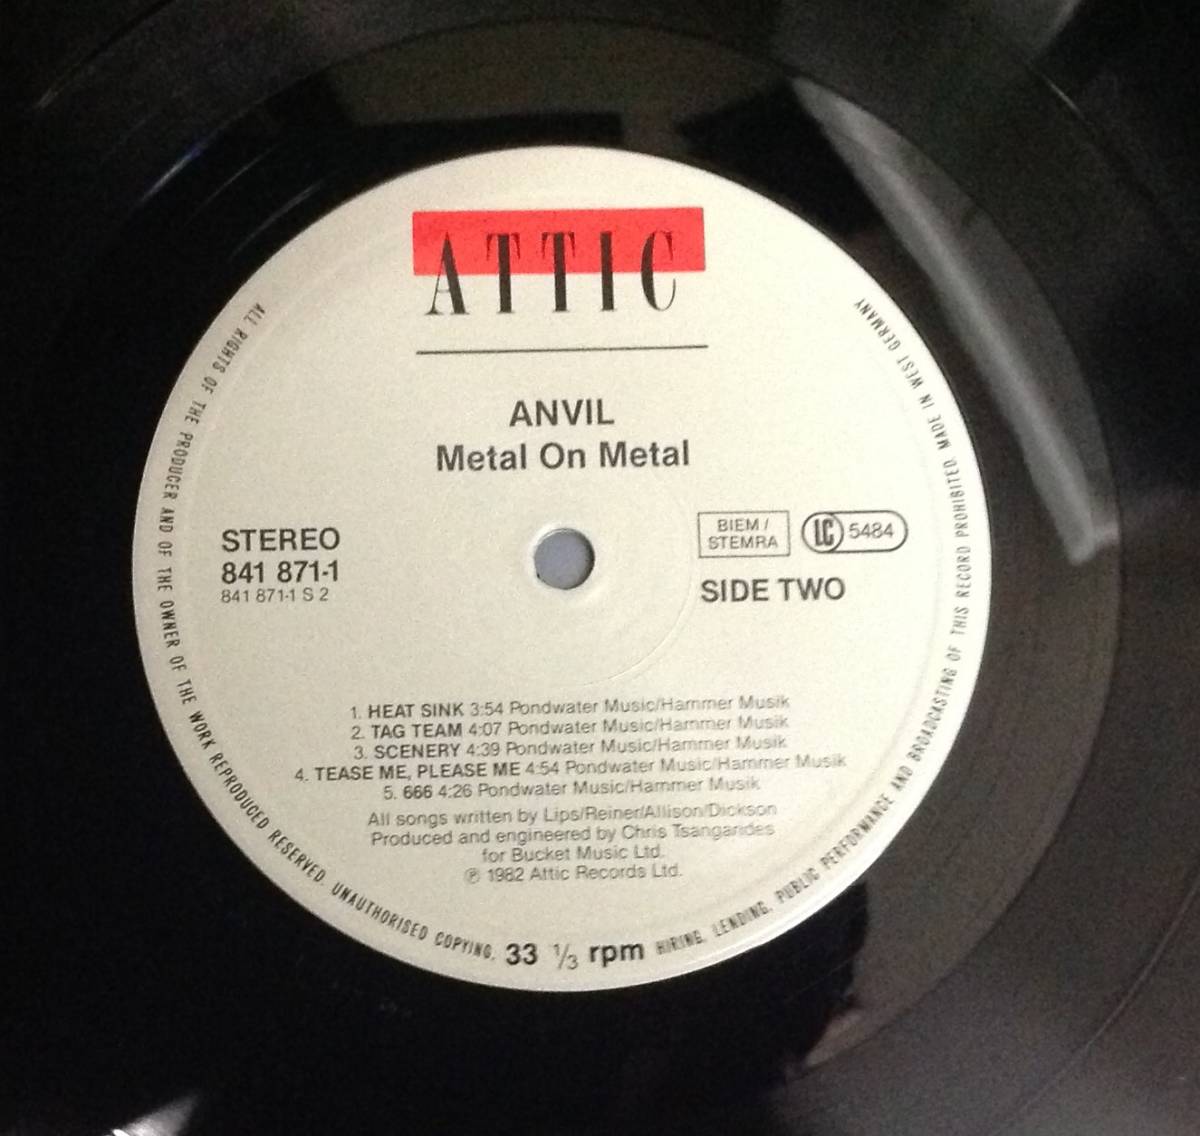 ATTIC
ANVIL
Metal On Metal
STEREO
841 871-1
841 871-1 S 2
BIEM /
STEMRA
LC 5484
SIDE TWO
1. HEAT SINK 3:54 Pondwater Music/Hammer Musik
2. TAG TEAM 4:07 Pondwater Music/Hammer Musik
3. SCENERY 4:39 Pondwater Music/Hammer Musik
4. TEASE ME, PLEASE ME 4:54 Pondwater Music/Hammer Musik
5. 666 4:26 Pondwater Music/Hammer Musik
All songs written by Lips/Reiner/Allison/Dickson
Produced and engineered by Chris Tsangarides
for Bucket Music Ltd.
℗ 1982 Attic Records Ltd.
33 1/3 rpm
ALL RIGHTS OF THE PRODUCER AND OF THE OWNER OF THE WORK REPRODUCED RESERVED. UNAUTHORISED COPYING, HIRING, LENDING, PUBLIC PERFORMANCE AND BROADCASTING OF THIS RECORD PROHIBITED. MADE IN WEST GERMANY